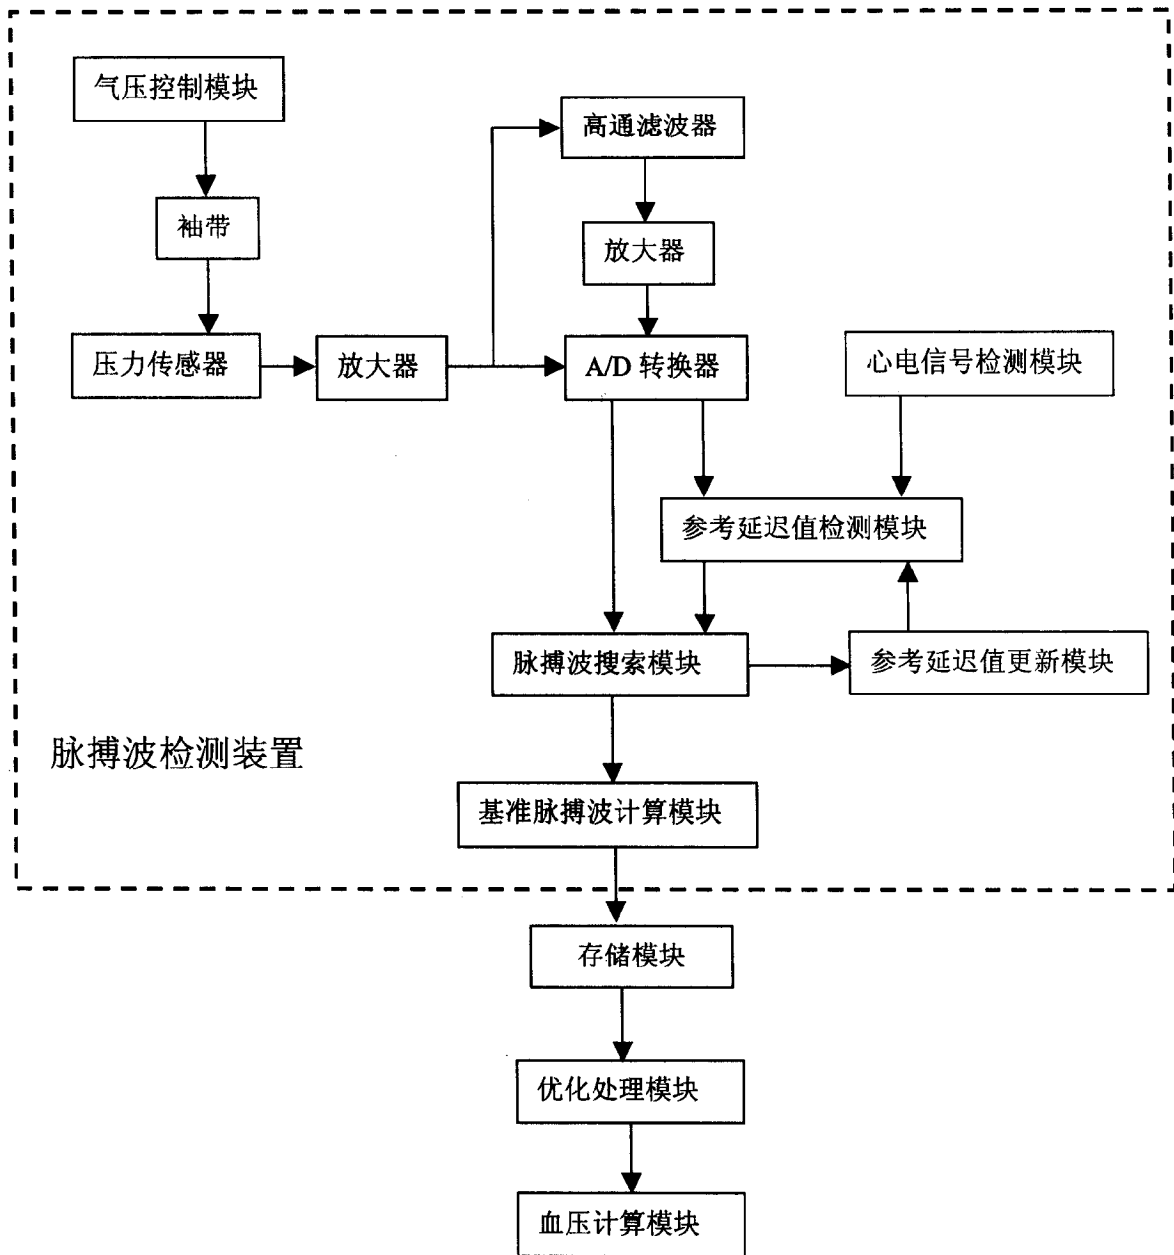 气压控制模块
高通滤波器
袖带
放大器
压力传感器
放大器
A/D 转换器
心电信号检测模块
参考延迟值检测模块
脉搏波搜索模块
参考延迟值更新模块
脉搏波检测装置
基准脉搏波计算模块
存储模块
优化处理模块
血压计算模块